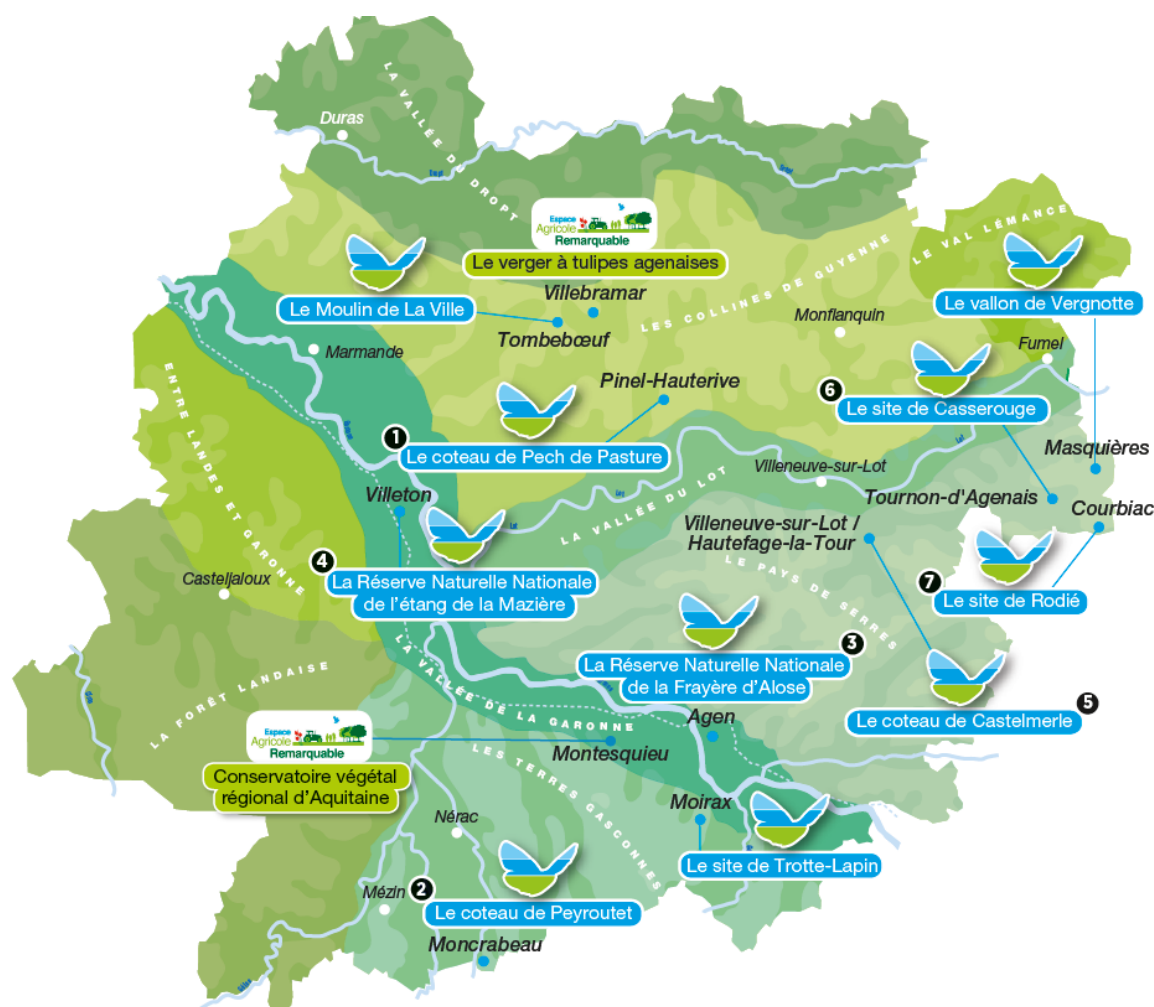 LA VALLÉE DU DROPT
Duras
Dropt
Dropt
Espace
Agricole
Remarquable
Le verger à tulipes agenaises
LE VAL LÉMANCE
Le Moulin de La Ville
Villebramar
Tombebœuf
LES COLLINES DE GUYENNE
Le vallon de Vergnotte
Monflanquin
Marmande
Fumel
ENTRE LANDES ET GARONNE
Pinel-Hauterive
6
Le site de Casserouge
Garonne
1
Le coteau de Pech de Pasture
Lot
Masquières
Villeneuve-sur-Lot
Villeton
Lot
Tournon-d'Agenais
Courbiac
LA VALLÉE DU LOT
Lot
Villeneuve-sur-Lot /
Hautefage-la-Tour
4
La Réserve Naturelle Nationale
de l'étang de la Mazière
Casteljaloux
LE PAYS DE SERRES
7
Le site de Rodié
3
La Réserve Naturelle Nationale
de la Frayère d'Alose
LA FORÊT LANDAISE
LA VALLÉE DE LA GARONNE
Agen
5
Le coteau de Castelmerle
Espace
Agricole
Remarquable
Conservatoire végétal
régional d'Aquitaine
Montesquieu
LES TERRES GASCONNES
Moirax
Nérac
Le site de Trotte-Lapin
Mézin
2
Le coteau de Peyroutet
Moncrabeau